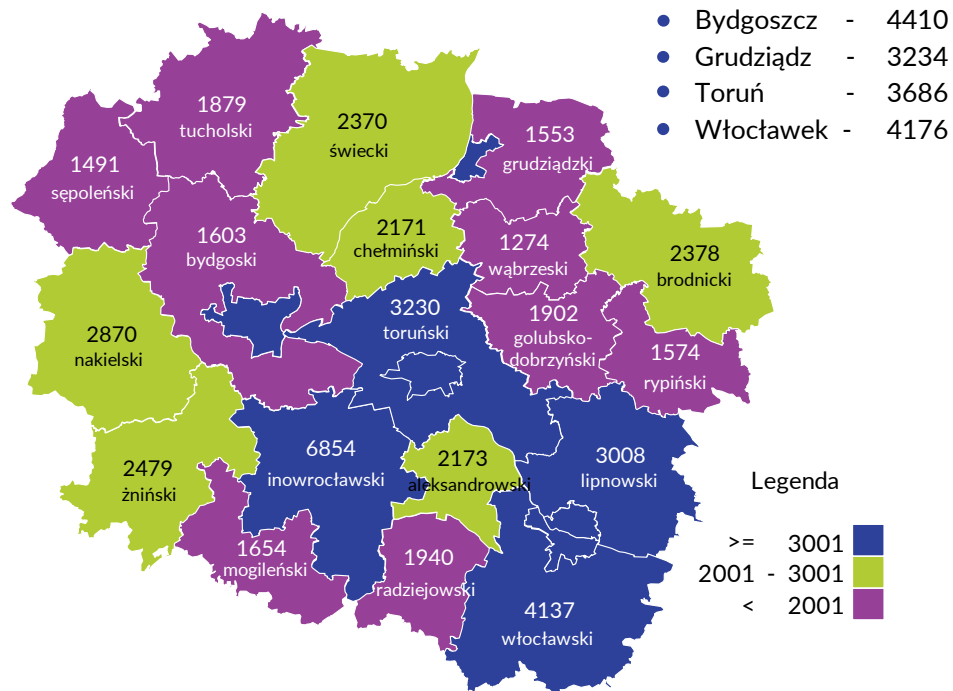 • Bydgoszcz - 4410
• Grudziądz - 3234
• Toruń - 3686
• Włocławek - 4176
1879
tucholski
2370
świecki
1553
grudziądzki
1491
sępoleński
1603
bydgoski
2171
chełmiński
1274
wąbrzeski
2378
brodnicki
2870
nakielski
3230
toruński
1902
golubsko-
dobrzyński
1574
rypiński
2479
żniński
6854
inowrocławski
2173
aleksandrowski
3008
lipnowski
1654
mogileński
1940
radziejowski
4137
włocławski
Legenda
>= 3001
2001 - 3001
< 2001